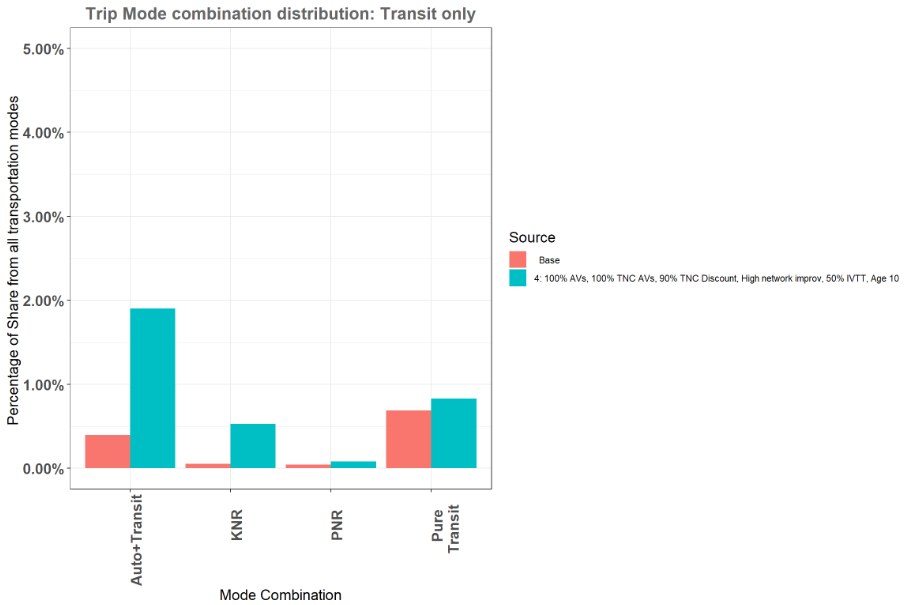 Trip Mode combination distribution: Transit only
Percentage of Share from all transportation modes
5.00%
4.00%
3.00%
2.00%
1.00%
0.00%
Auto+Transit
KNR
PNR
Pure
Transit
Mode Combination
Source
Base
4: 100% AVs, 100% TNC AVs, 90% TNC Discount, High network improv, 50% IVTT, Age 10